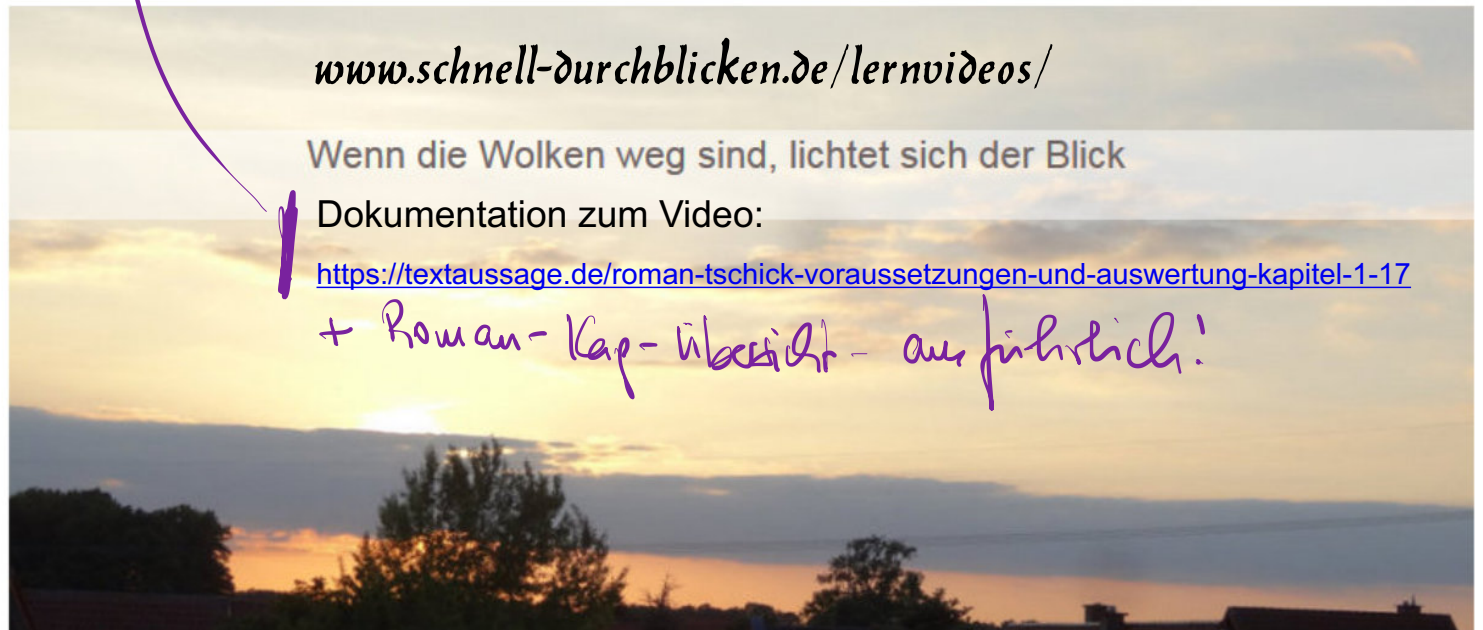 www.schnell-durchblicken.de/lernvideos/
Wenn die Wolken weg sind, lichtet sich der Blick
Dokumentation zum Video:
https://textaussage.de/roman-tschick-voraussetzungen-und-auswertung-kapitel-1-17
+ Roman-Kap-Übersicht - ausführlich!